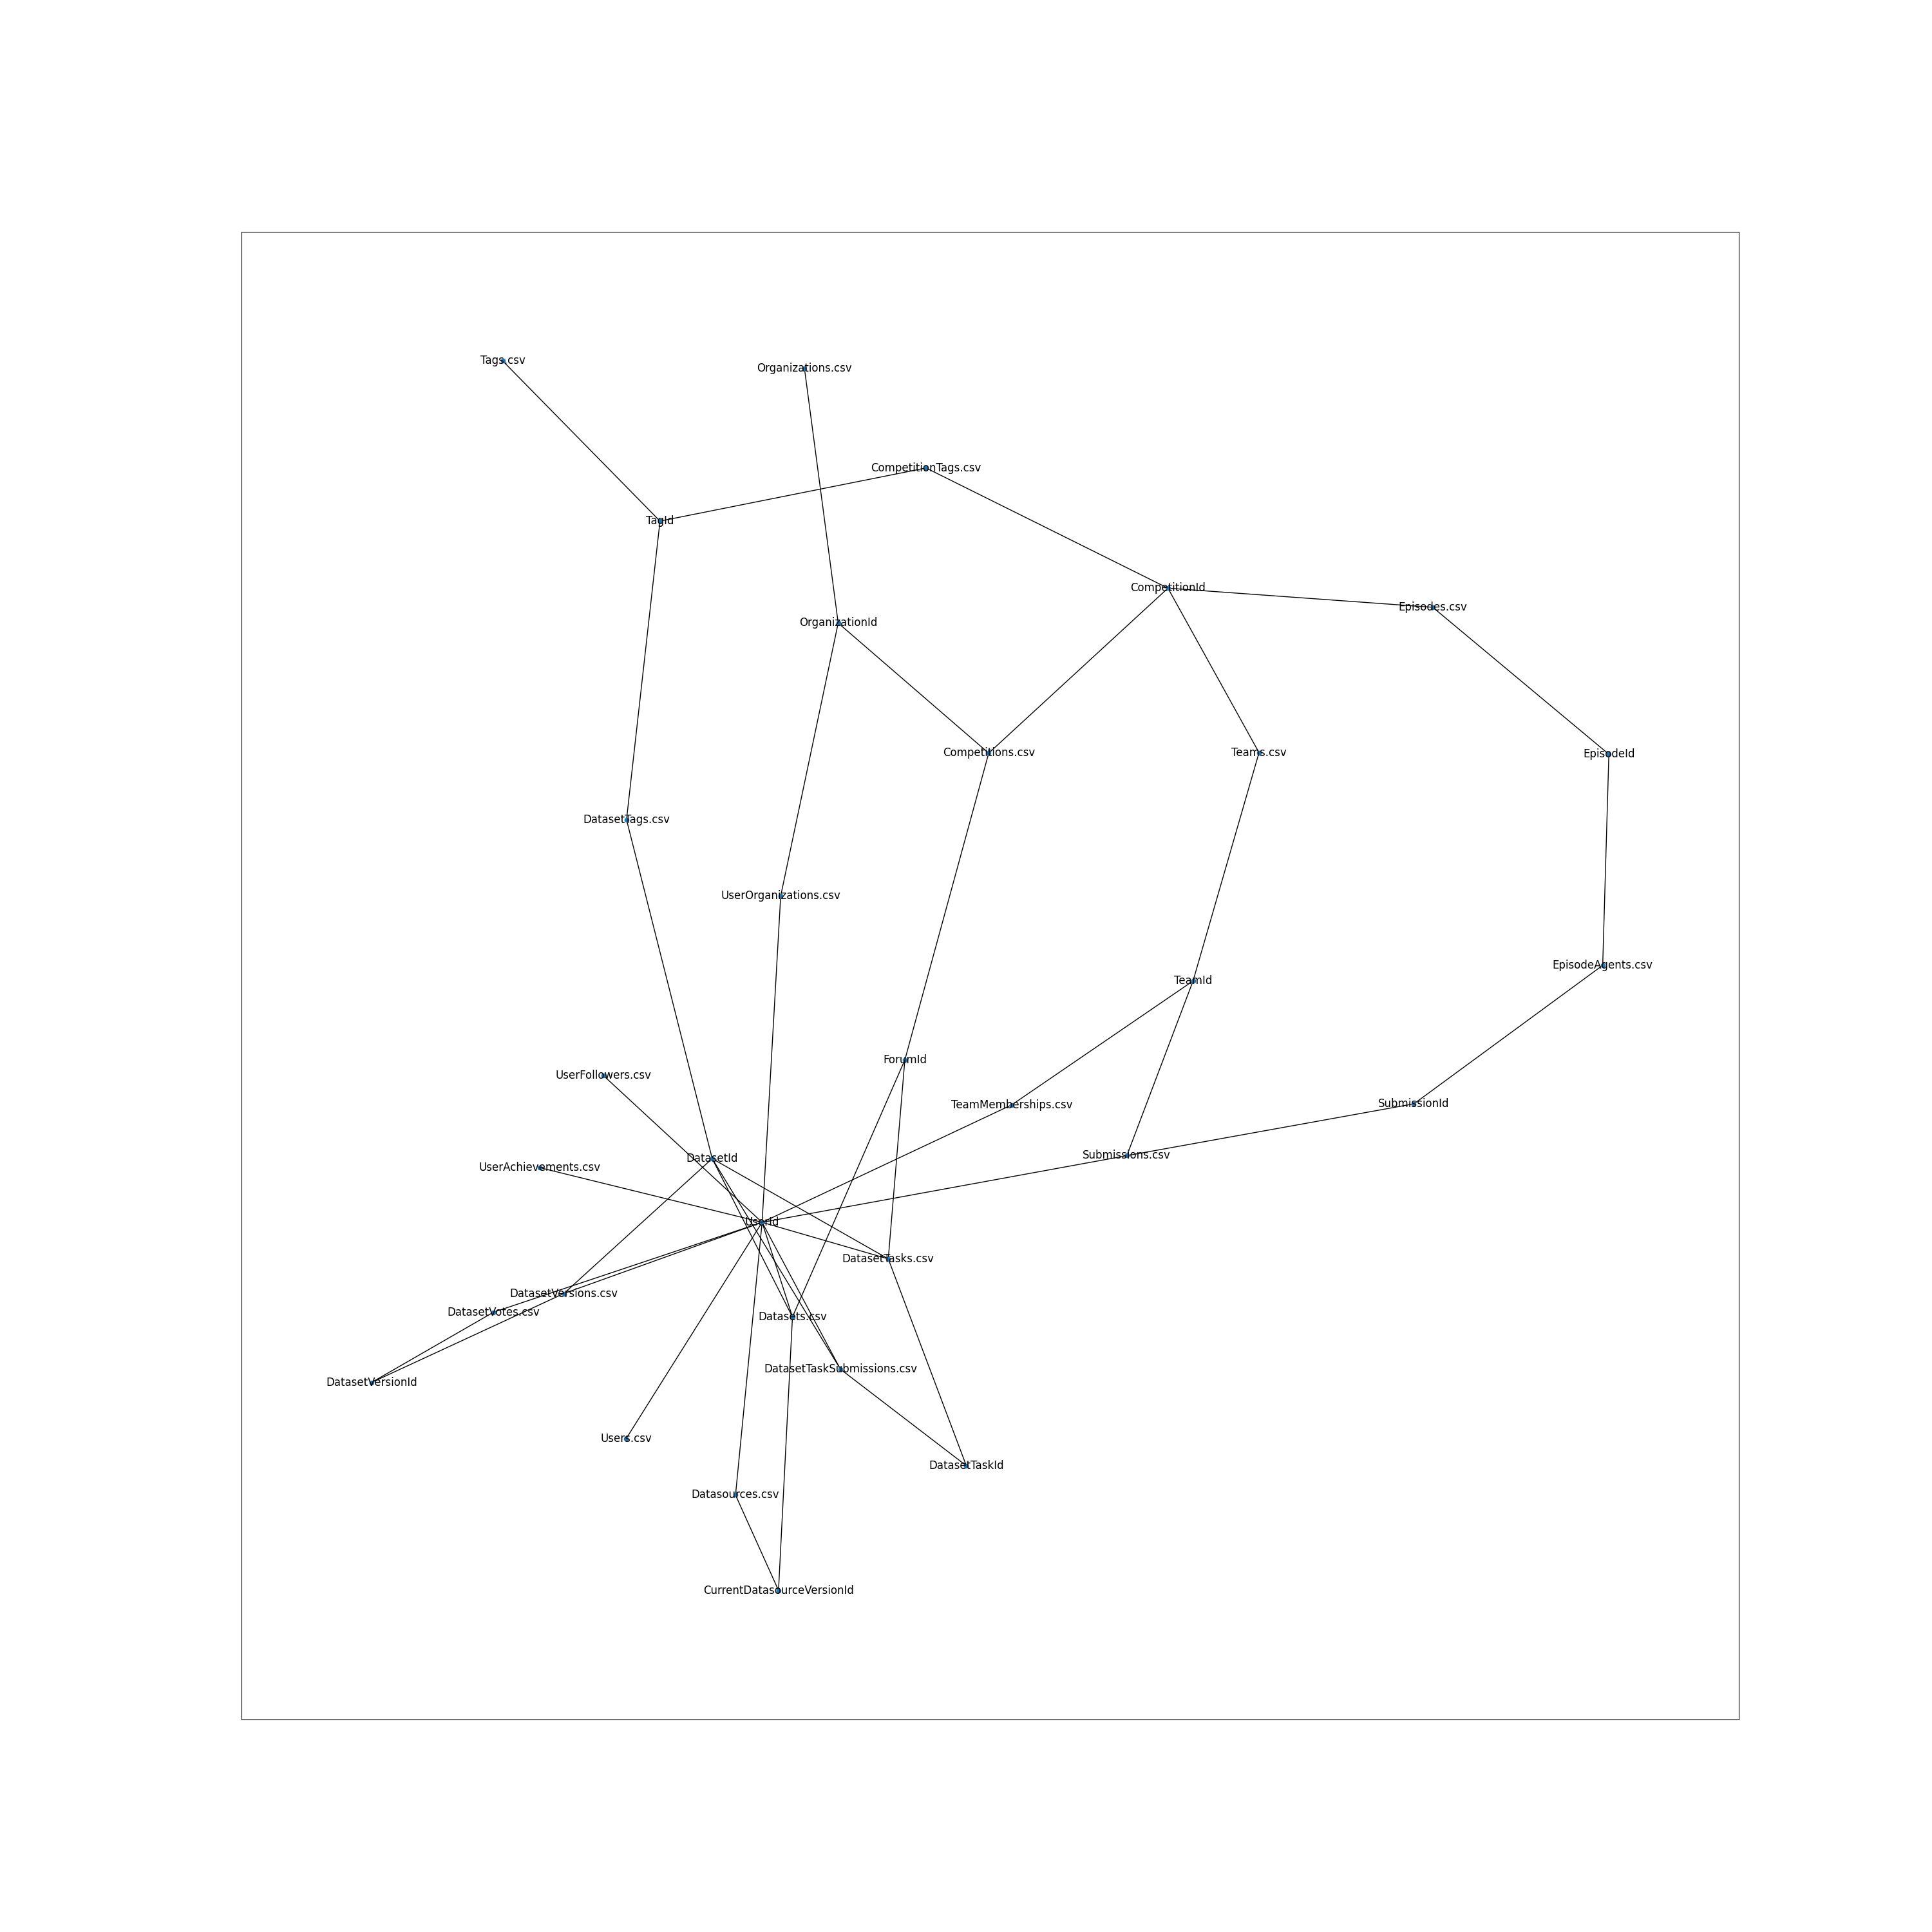 Tags.csv
Organizations.csv
CompetitionTags.csv
TagId
CompetitionId
Episodes.csv
OrganizationId
Competitions.csv
Teams.csv
EpisodeId
DatasetTags.csv
UserOrganizations.csv
EpisodeAgents.csv
TeamId
ForumId
UserFollowers.csv
TeamMemberships.csv
SubmissionId
Submissions.csv
DatasetId
UserAchievements.csv
UserId
DatasetTasks.csv
DatasetVersions.csv
DatasetVotes.csv
Datasets.csv
DatasetTaskSubmissions.csv
DatasetVersionId
Users.csv
DatasetTaskId
Datasources.csv
CurrentDatasourceVersionId